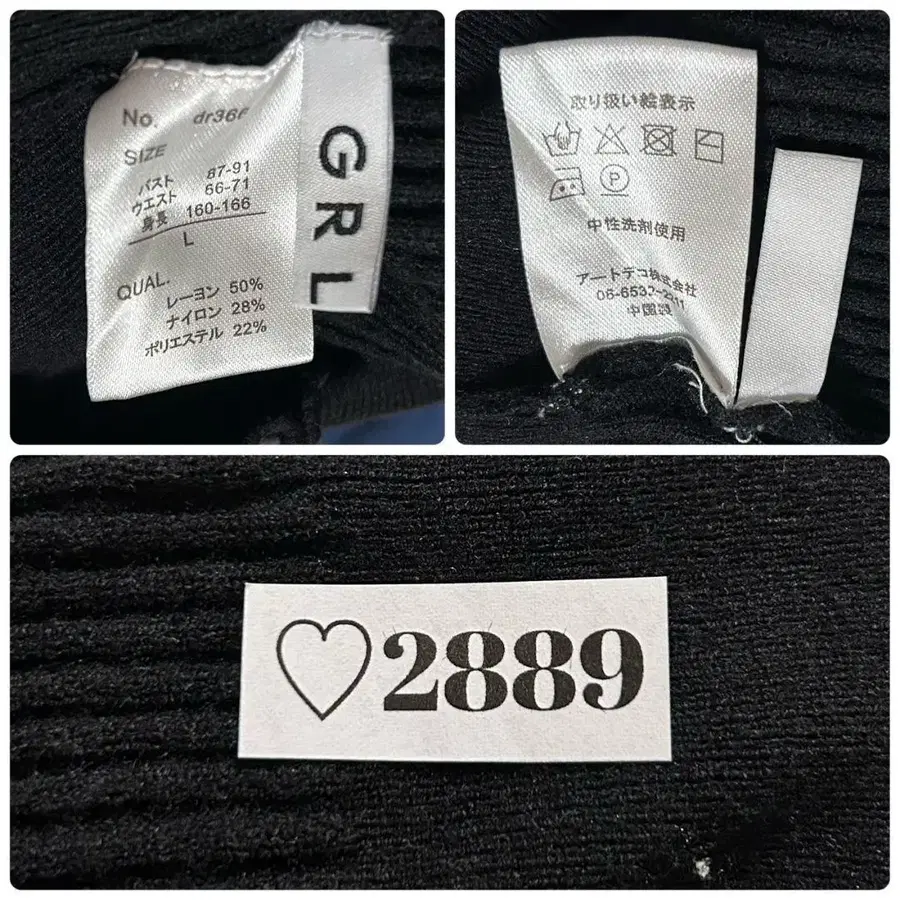 No. dr366
SIZE
バスト 87-91
ウエスト 66-71
身長 160-166
L
QUAL.
レーヨン 50%
ナイロン 28%
ポリエステル 22%
GRL
取り扱い絵表示
P
中性洗剤使用
アートデコ株式会社
中国製
♡2889